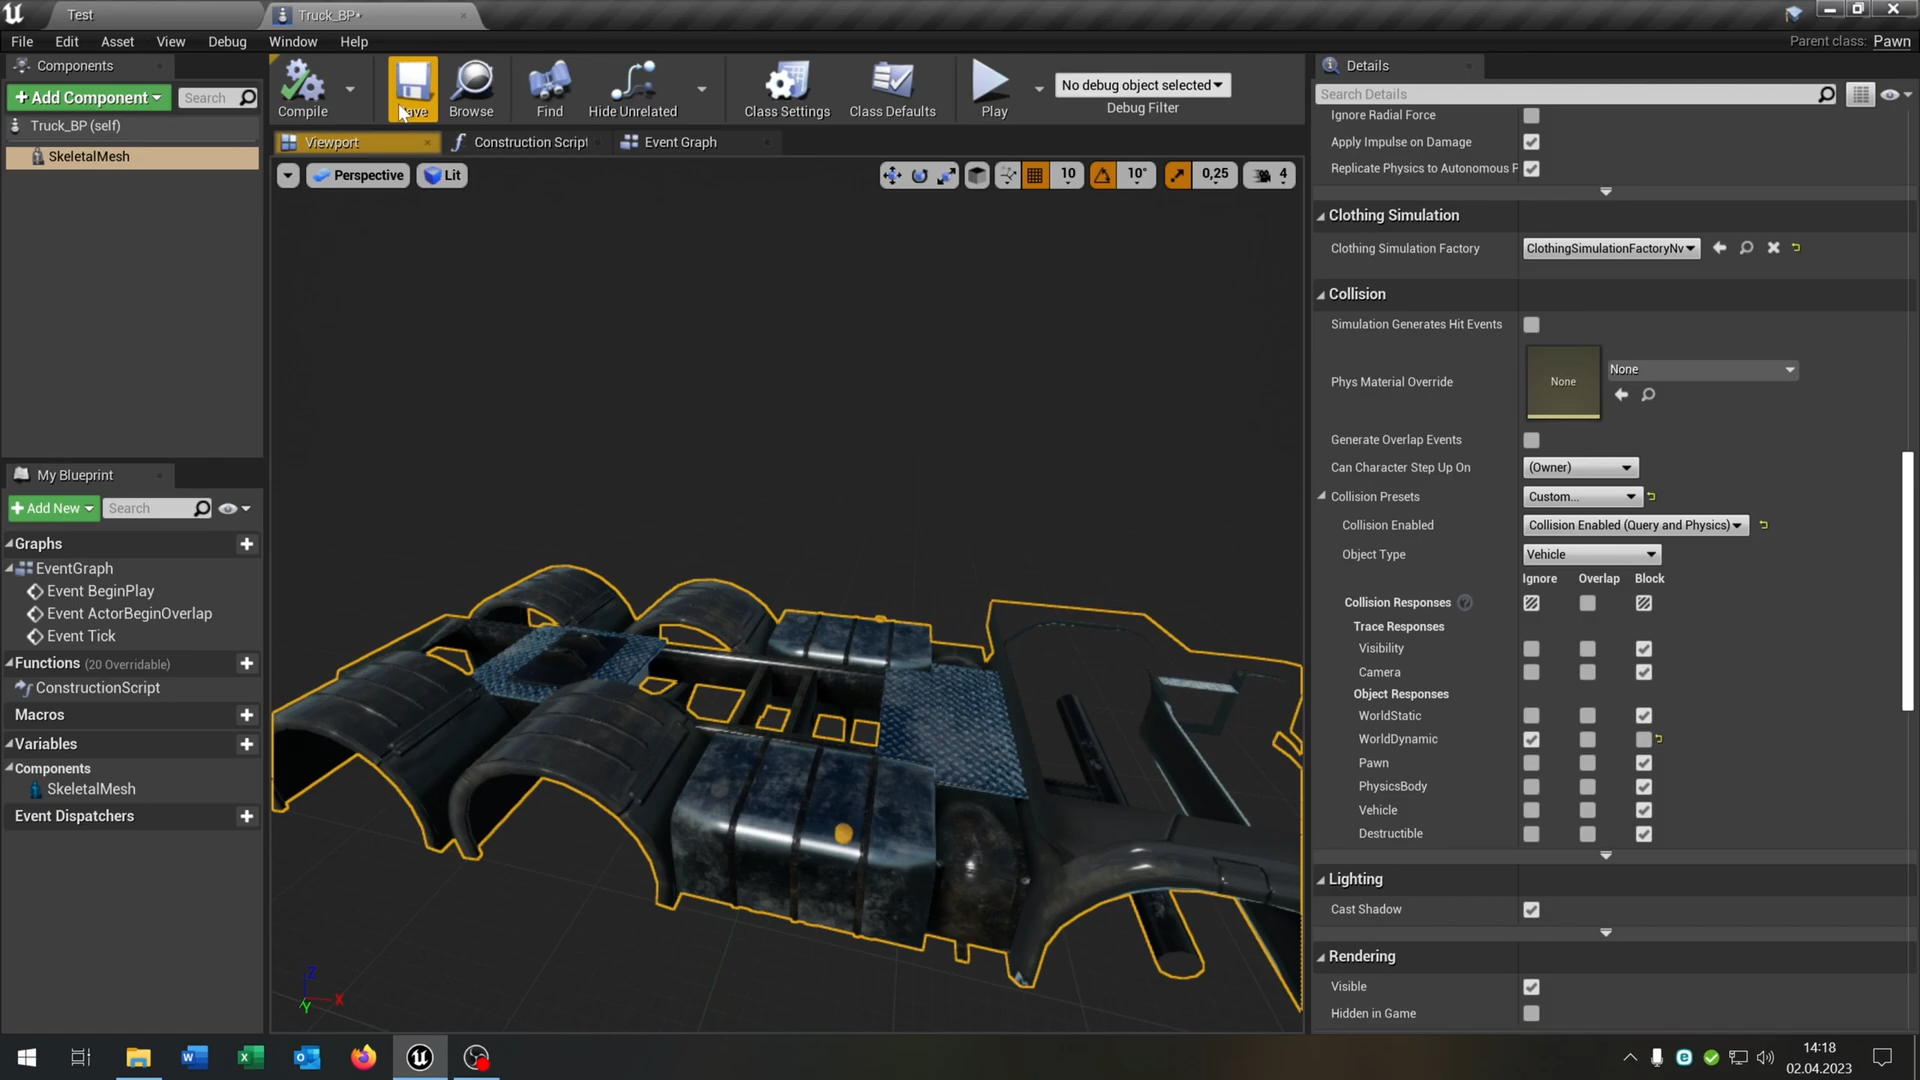 Test
Truck_BP*
File Edit Asset View Debug Window Help
Parent class: Pawn
Components
+ Add Component
Search
Truck_BP (self)
SkeletalMesh
Compile
Browse
Find
Hide Unrelated
Class Settings
Class Defaults
Play
No debug object selected
Debug Filter
Viewport
Construction Script
Event Graph
Perspective
Lit
10
10°
0,25
4
My Blueprint
+ Add New
Search
Graphs
EventGraph
Event BeginPlay
Event ActorBeginOverlap
Event Tick
Functions (20 Overridable)
ConstructionScript
Macros
Variables
Components
SkeletalMesh
Event Dispatchers
Z
X
Y
Details
Search Details
Ignore Radial Force
Apply Impulse on Damage
Replicate Physics to Autonomous P
Clothing Simulation
Clothing Simulation Factory
ClothingSimulationFactoryNv
Collision
Simulation Generates Hit Events
Phys Material Override
None
None
Generate Overlap Events
Can Character Step Up On
(Owner)
Collision Presets
Custom...
Collision Enabled
Collision Enabled (Query and Physics)
Object Type
Vehicle
Ignore Overlap Block
Collision Responses
Trace Responses
Visibility
Camera
Object Responses
WorldStatic
WorldDynamic
Pawn
PhysicsBody
Vehicle
Destructible
Lighting
Cast Shadow
Rendering
Visible
Hidden in Game
14:18
02.04.2023